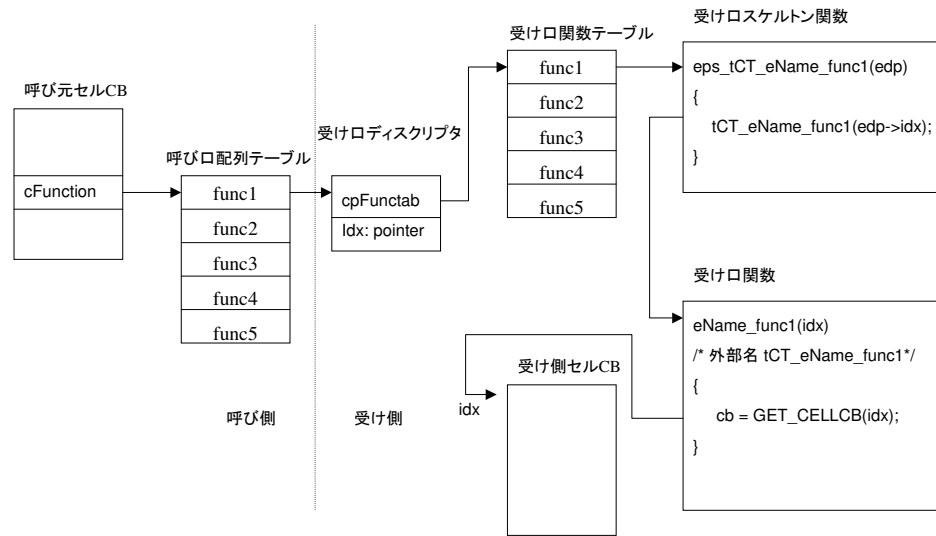 呼び元セルCB
cFunction
呼び口配列テーブル
func1
func2
func3
func4
func5
呼び側
受け口ディスクリプタ
cpFunctab
Idx: pointer
受け側
受け口関数テーブル
func1
func2
func3
func4
func5
受け側セルCB
idx
受け口スケルトン関数
eps_tCT_eName_func1(edp)
{
tCT_eName_func1(edp->idx);
}
受け口関数
eName_func1(idx)
/* 外部名 tCT_eName_func1*/
{
cb = GET_CELLCB(idx);
}